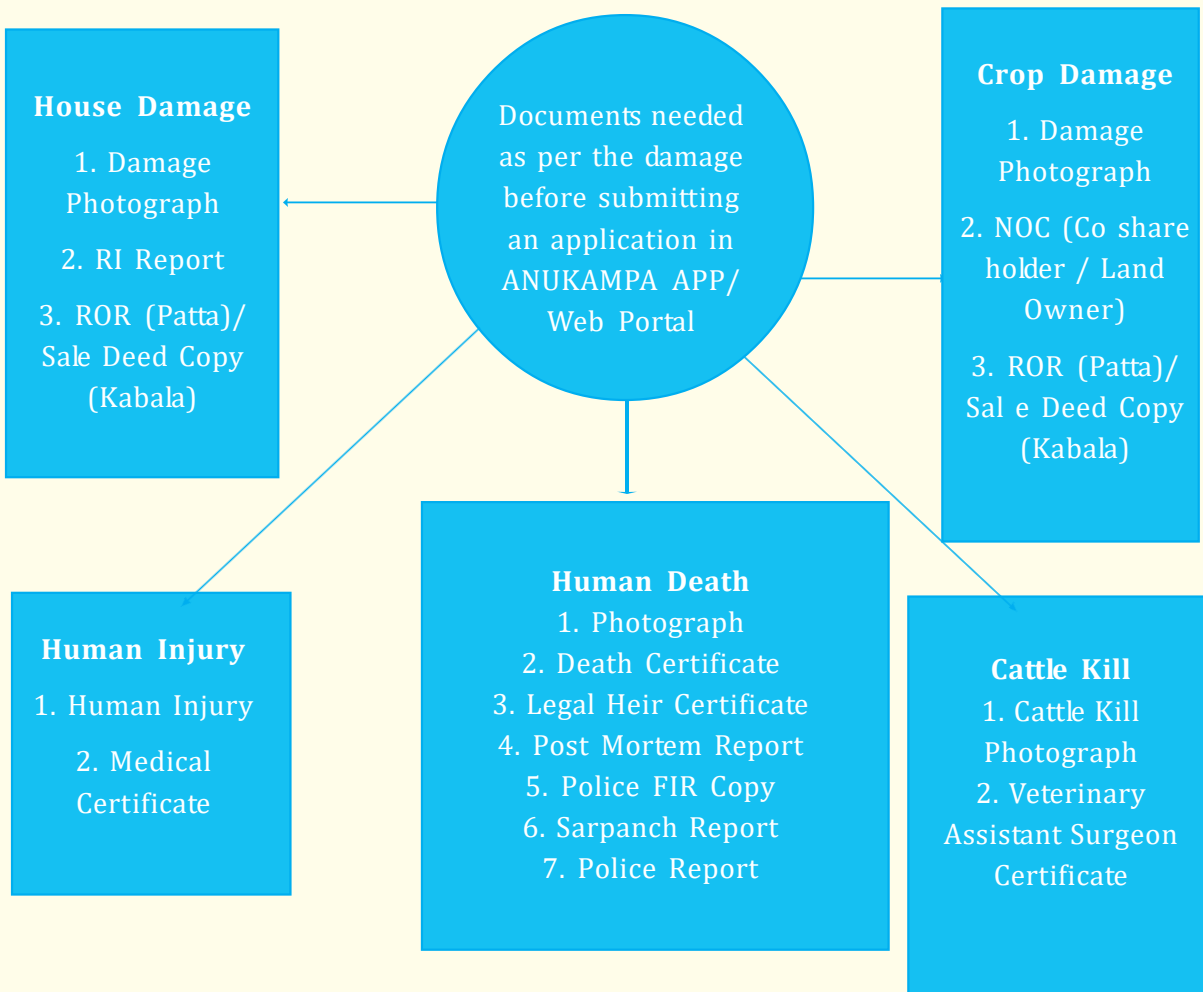 House Damage
1. Damage
Photograph
2. RI Report
3. ROR (Patta)/
Sale Deed Copy
(Kabala)
Documents needed
as per the damage
before submitting
an application in
ANUKAMPA APP/
Web Portal
Crop Damage
1. Damage
Photograph
2. NOC (Co share
holder / Land
Owner)
3. ROR (Patta)/
Sal e Deed Copy
(Kabala)
Human Injury
1. Human Injury
2. Medical
Certificate
Human Death
1. Photograph
2. Death Certificate
3. Legal Heir Certificate
4. Post Mortem Report
5. Police FIR Copy
6. Sarpanch Report
7. Police Report
Cattle Kill
1. Cattle Kill
Photograph
2. Veterinary
Assistant Surgeon
Certificate